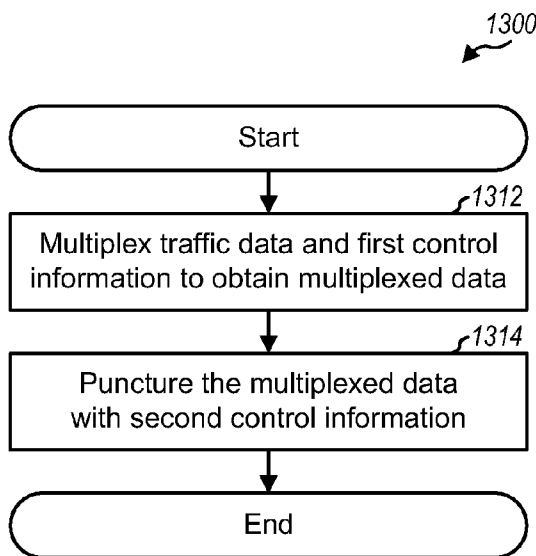 1300
Start
1312
Multiplex traffic data and first control
information to obtain multiplexed data
1314
Puncture the multiplexed data
with second control information
End